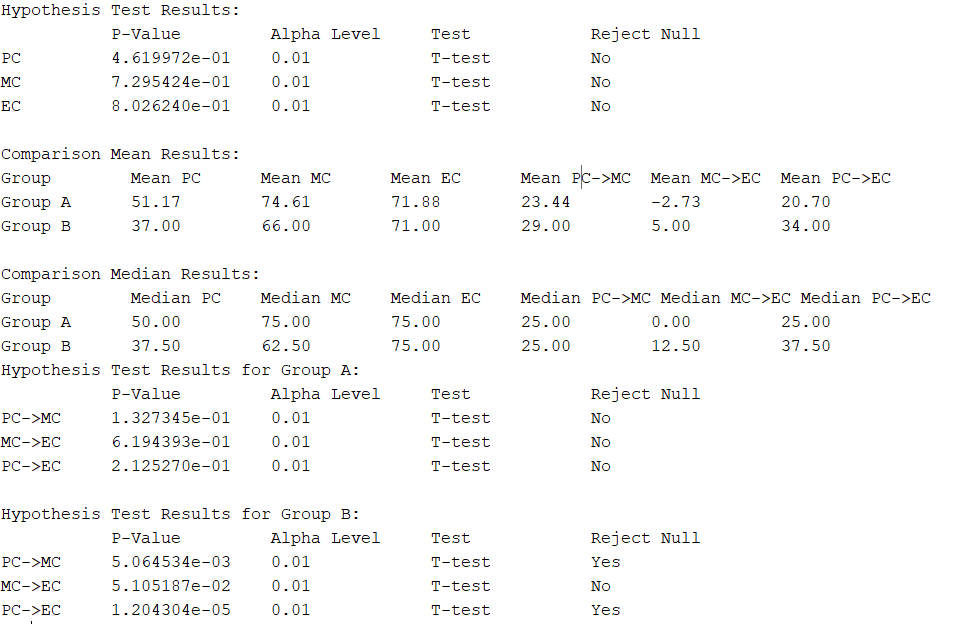 Hypothesis Test Results:
P-Value Alpha Level Test Reject Null
PC 4.619972e-01 0.01 T-test No
MC 7.295424e-01 0.01 T-test No
EC 8.026240e-01 0.01 T-test No
Comparison Mean Results:
Group Mean PC Mean MC Mean EC Mean PC->MC Mean MC->EC Mean PC->EC
Group A 51.17 74.61 71.88 23.44 -2.73 20.70
Group B 37.00 66.00 71.00 29.00 5.00 34.00
Comparison Median Results:
Group Median PC Median MC Median EC Median PC->MC Median MC->EC Median PC->EC
Group A 50.00 75.00 75.00 25.00 0.00 25.00
Group B 37.50 62.50 75.00 25.00 12.50 37.50
Hypothesis Test Results for Group A:
P-Value Alpha Level Test Reject Null
PC->MC 1.327345e-01 0.01 T-test No
MC->EC 6.194393e-01 0.01 T-test No
PC->EC 2.125270e-01 0.01 T-test No
Hypothesis Test Results for Group B:
P-Value Alpha Level Test Reject Null
PC->MC 5.064534e-03 0.01 T-test Yes
MC->EC 5.105187e-02 0.01 T-test No
PC->EC 1.204304e-05 0.01 T-test Yes